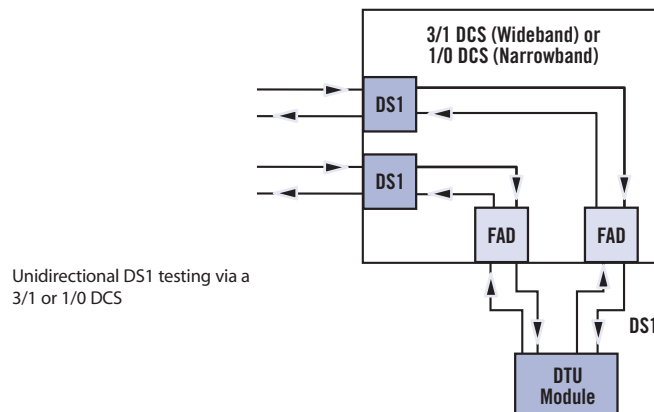 3/1 DCS (Wideband) or
1/0 DCS (Narrowband)
DS1
DS1
FAD
FAD
Unidirectional DS1 testing via a
3/1 or 1/0 DCS
DS1
DTU
Module